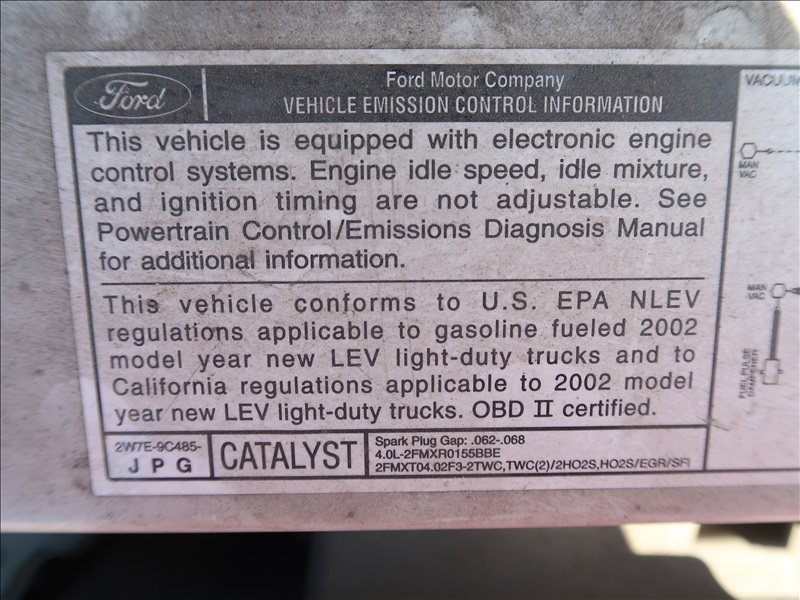 Ford
Ford Motor Company
VEHICLE EMISSION CONTROL INFORMATION
This vehicle is equipped with electronic engine
control systems. Engine idle speed, idle mixture,
and ignition timing are not adjustable. See
Powertrain Control/Emissions Diagnosis Manual
for additional information.
This vehicle conforms to U.S. EPA NLEV
regulations applicable to gasoline fueled 2002
model year new LEV light-duty trucks and to
California regulations applicable to 2002 model
year new LEV light-duty trucks. OBD II certified.
2W7E-9C485-
J P G
CATALYST
Spark Plug Gap: .062-.068
4.0L-2FMXR0155BBE
2FMXT04.02F3-2TWC,TWC(2)/2HO2S,HO2S/EGR/SFI
VACUUM
MAN
VAC
MAN
VAC
FUEL PULSE
DAMPENER